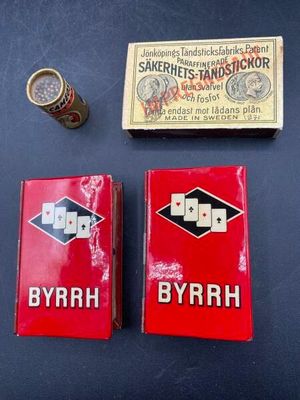 Jönköpings Tändsticksfabriks Patent
PARAFFINERADE
SÄKERHETS-TÄNDSTICKOR
utan svafvel
och fosfor
Tända endast mot lådans plån.
MADE IN SWEDEN
BYRRH
BYRRH